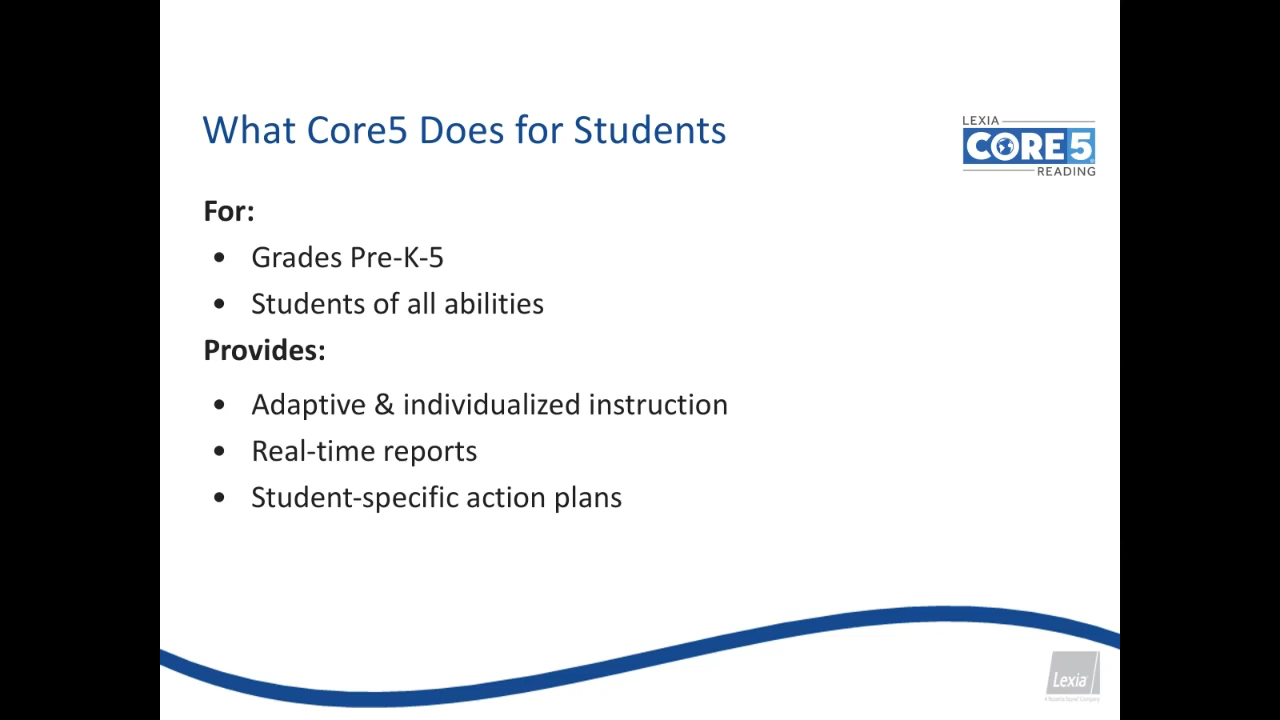 What Core5 Does for Students
LEXIA
CORE5
READING
For:
• Grades Pre-K-5
• Students of all abilities
Provides:
• Adaptive & individualized instruction
• Real-time reports
• Student-specific action plans
Lexia